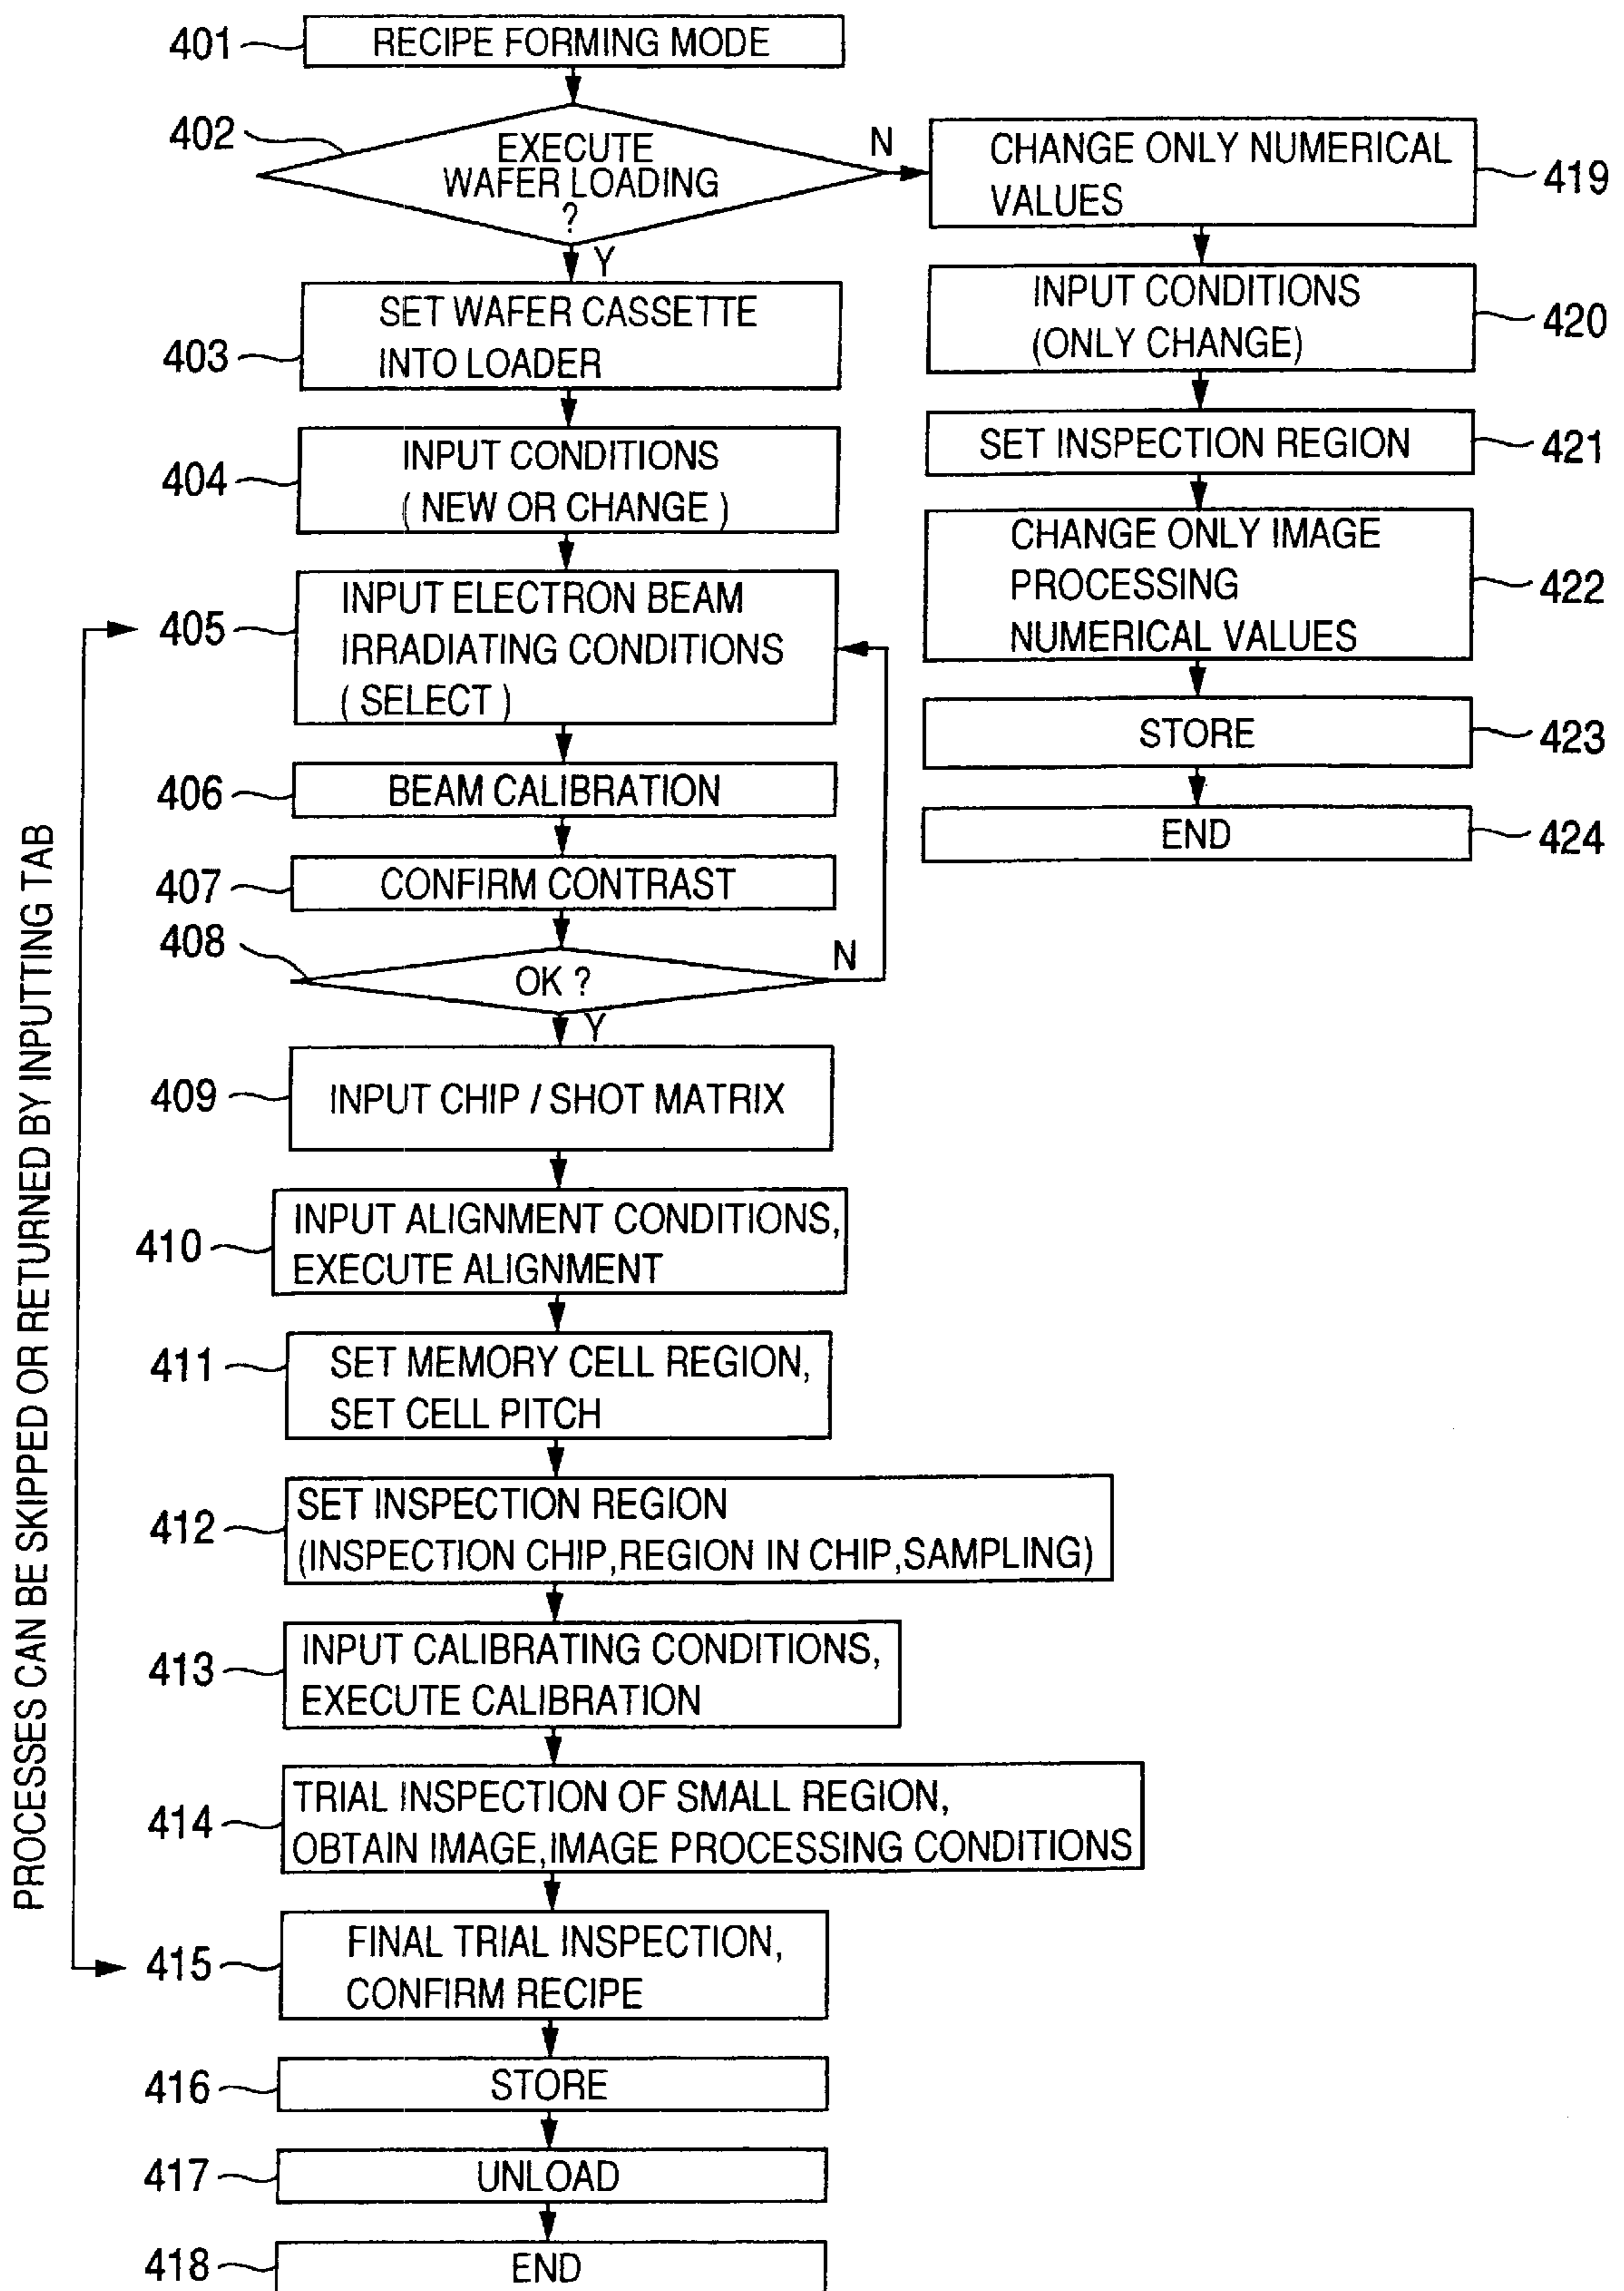 401
RECIPE FORMING MODE
402
EXECUTE
WAFER LOADING
?
N
Y
CHANGE ONLY NUMERICAL
VALUES
419
403
SET WAFER CASSETTE
INTO LOADER
INPUT CONDITIONS
(ONLY CHANGE)
420
404
INPUT CONDITIONS
( NEW OR CHANGE )
SET INSPECTION REGION
421
405
INPUT ELECTRON BEAM
IRRADIATING CONDITIONS
( SELECT )
CHANGE ONLY IMAGE
PROCESSING
NUMERICAL VALUES
422
STORE
423
406
BEAM CALIBRATION
END
424
407
CONFIRM CONTRAST
408
OK ?
N
Y
409
INPUT CHIP / SHOT MATRIX
410
INPUT ALIGNMENT CONDITIONS,
EXECUTE ALIGNMENT
411
SET MEMORY CELL REGION,
SET CELL PITCH
412
SET INSPECTION REGION
(INSPECTION CHIP,REGION IN CHIP,SAMPLING)
413
INPUT CALIBRATING CONDITIONS,
EXECUTE CALIBRATION
414
TRIAL INSPECTION OF SMALL REGION,
OBTAIN IMAGE,IMAGE PROCESSING CONDITIONS
415
FINAL TRIAL INSPECTION,
CONFIRM RECIPE
416
STORE
417
UNLOAD
418
END
PROCESSES CAN BE SKIPPED OR RETURNED BY INPUTTING TAB